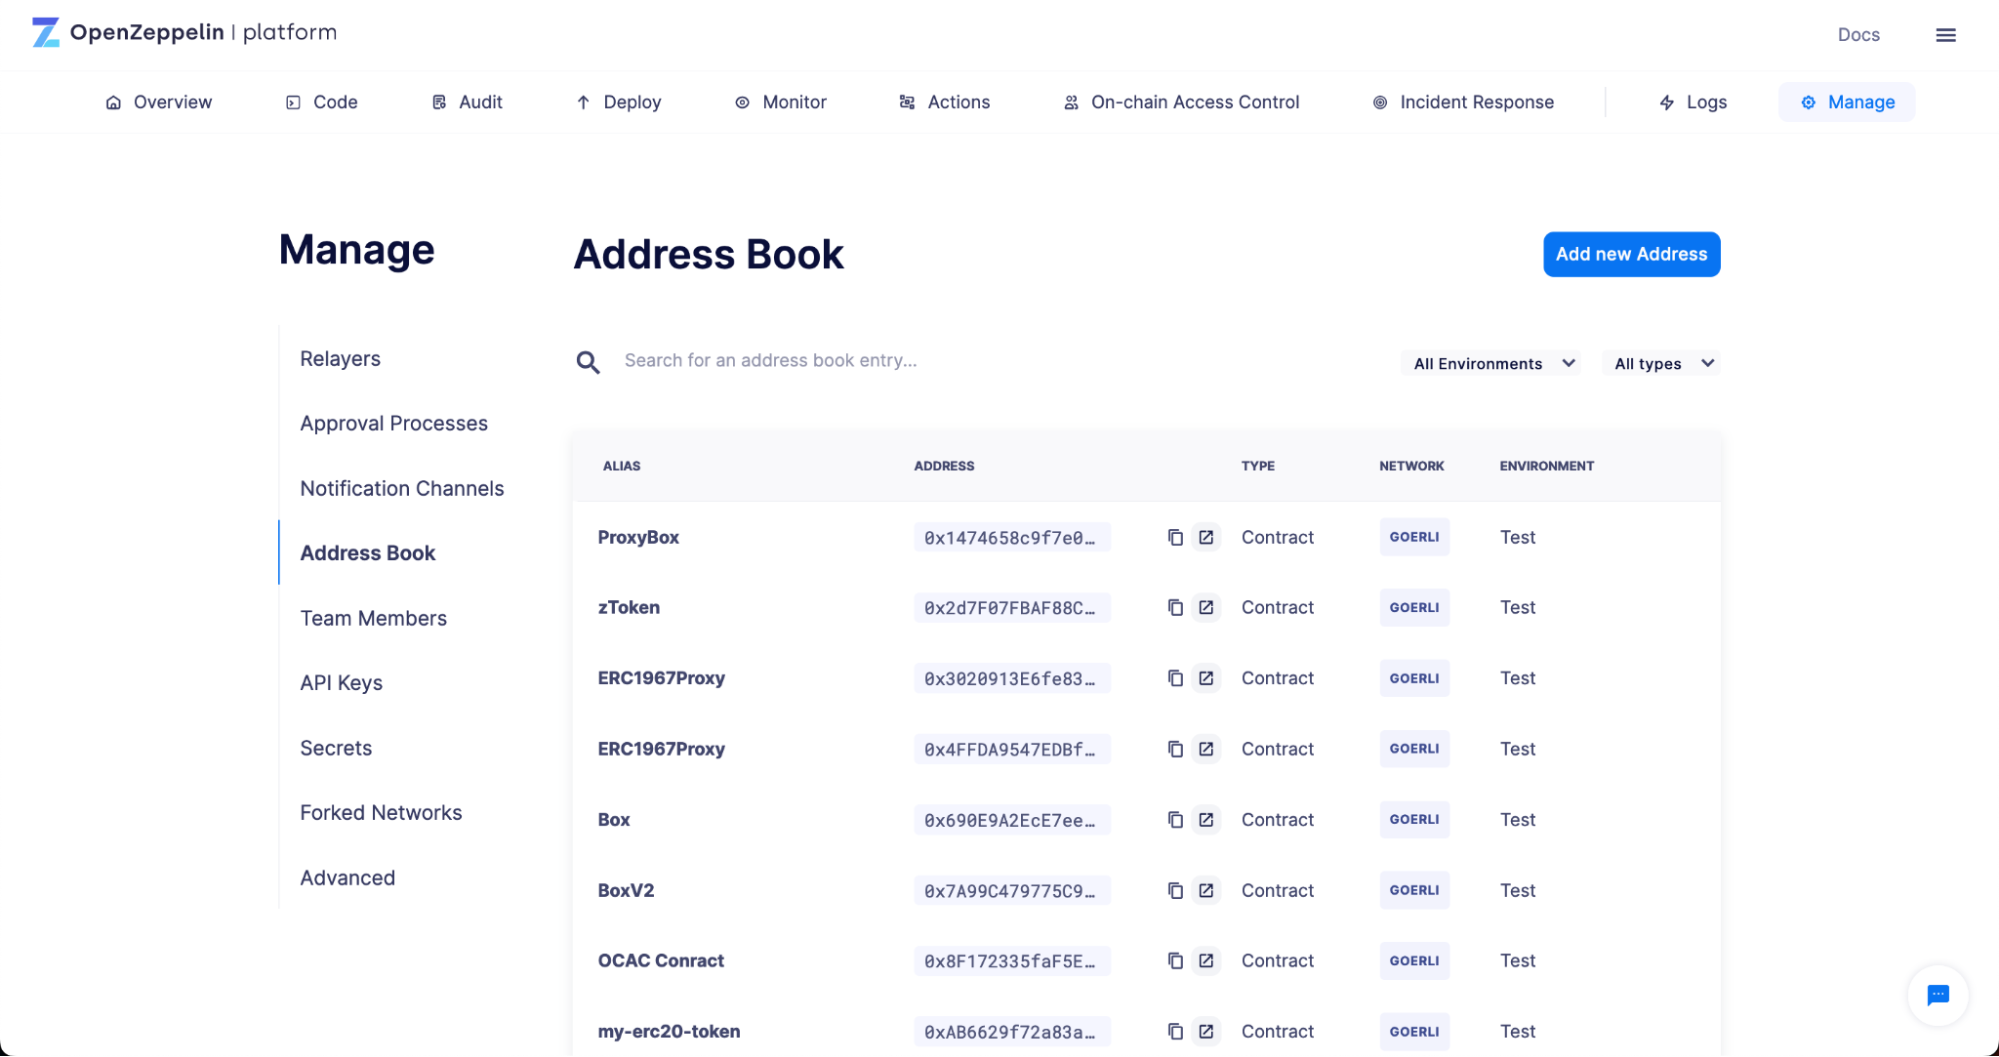 OpenZeppelin | platform
Docs
Overview Code Audit Deploy Monitor Actions On-chain Access Control Incident Response Logs Manage
Manage
Relayers
Approval Processes
Notification Channels
Address Book
Team Members
API Keys
Secrets
Forked Networks
Advanced
Address Book
Add new Address
Search for an address book entry...
All Environments All types
ALIAS ADDRESS TYPE NETWORK ENVIRONMENT
ProxyBox 0x1474658c9f7e0… Contract GOERLI Test
zToken 0x2d7F07FBAF88C… Contract GOERLI Test
ERC1967Proxy 0x3020913E6fe83… Contract GOERLI Test
ERC1967Proxy 0x4FFDA9547EDBf… Contract GOERLI Test
Box 0x690E9A2EcE7ee… Contract GOERLI Test
BoxV2 0x7A99C479775C9… Contract GOERLI Test
OCAC Conract 0x8F172335faF5E… Contract GOERLI Test
my-erc20-token 0xAB6629f72a83a… Contract GOERLI Test